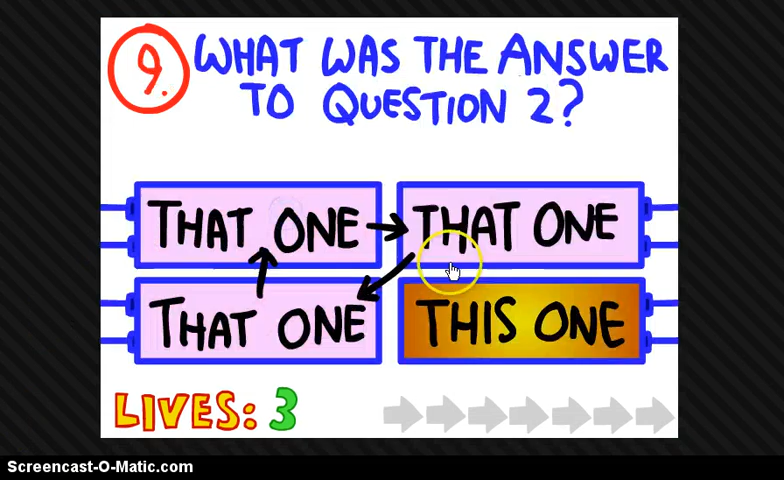 9. WHAT WAS THE ANSWER
TO QUESTION 2?
THAT ONE
THAT ONE
THAT ONE
THIS ONE
LIVES: 3
Screencast-O-Matic.com